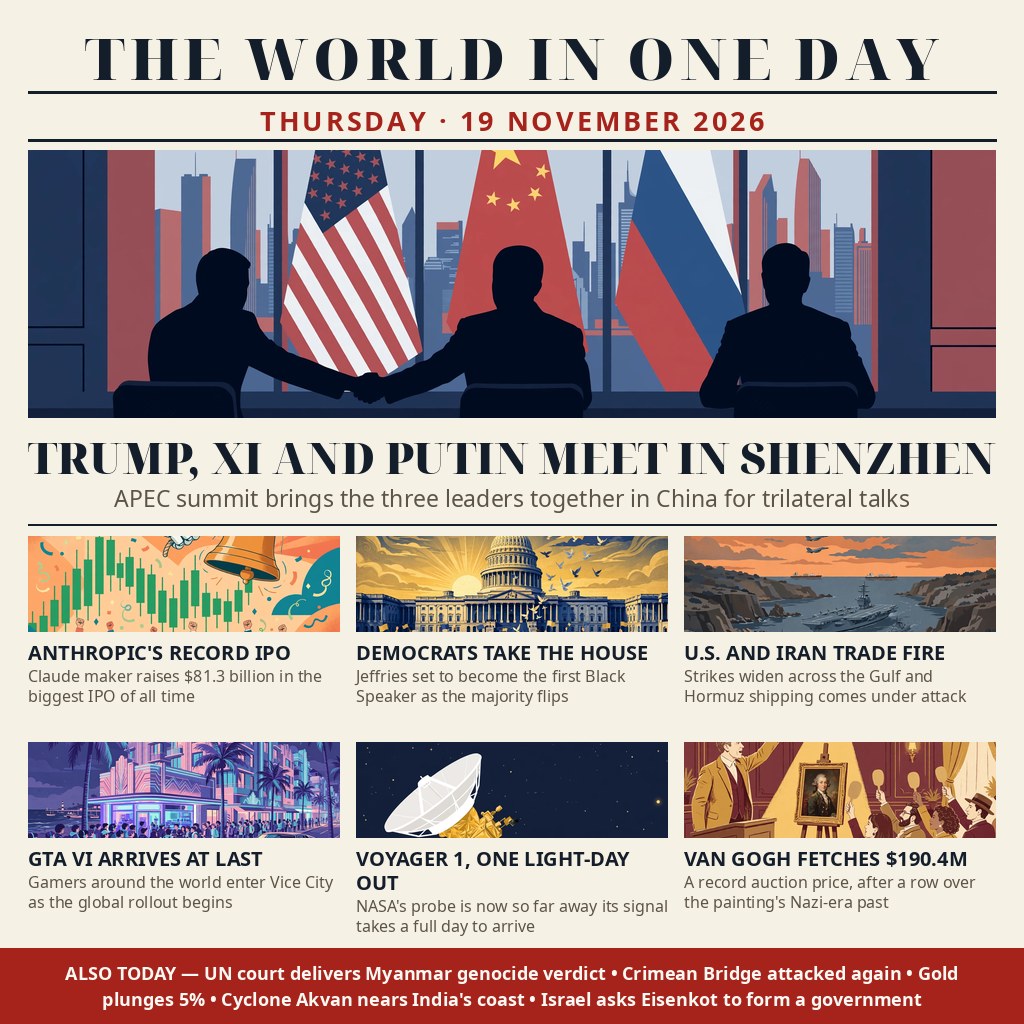 THE WORLD IN ONE DAY
THURSDAY · 19 NOVEMBER 2026
TRUMP, XI AND PUTIN MEET IN SHENZHEN
APEC summit brings the three leaders together in China for trilateral talks
ANTHROPIC'S RECORD IPO
Claude maker raises $81.3 billion in the
biggest IPO of all time
DEMOCRATS TAKE THE HOUSE
Jeffries set to become the first Black
Speaker as the majority flips
U.S. AND IRAN TRADE FIRE
Strikes widen across the Gulf and
Hormuz shipping comes under attack
GTA VI ARRIVES AT LAST
Gamers around the world enter Vice City
as the global rollout begins
VOYAGER 1, ONE LIGHT-DAY
OUT
NASA's probe is now so far away its signal
takes a full day to arrive
VAN GOGH FETCHES $190.4M
A record auction price, after a row over
the painting's Nazi-era past
ALSO TODAY — UN court delivers Myanmar genocide verdict • Crimean Bridge attacked again • Gold
plunges 5% • Cyclone Akvan nears India's coast • Israel asks Eisenkot to form a government